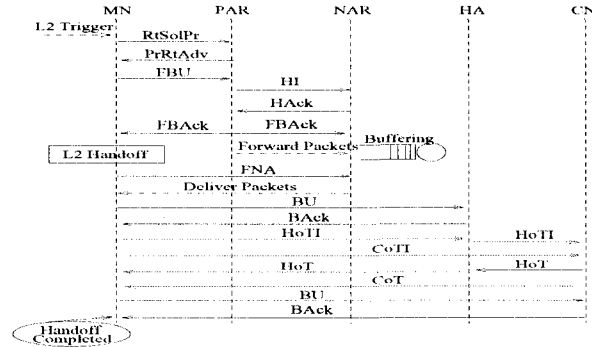 MN PAR NAR HA CN
L2 Trigger
RtSolPr
PrRtAdv
FBU
HI
HAck
FBAck FBAck
Buffering
Forward Packets
L2 Handoff
FNA
Deliver Packets
BU
BAck
HoTI HoTI
CoTI
HoT HoT
CoT
BU
BAck
Handoff
Completed